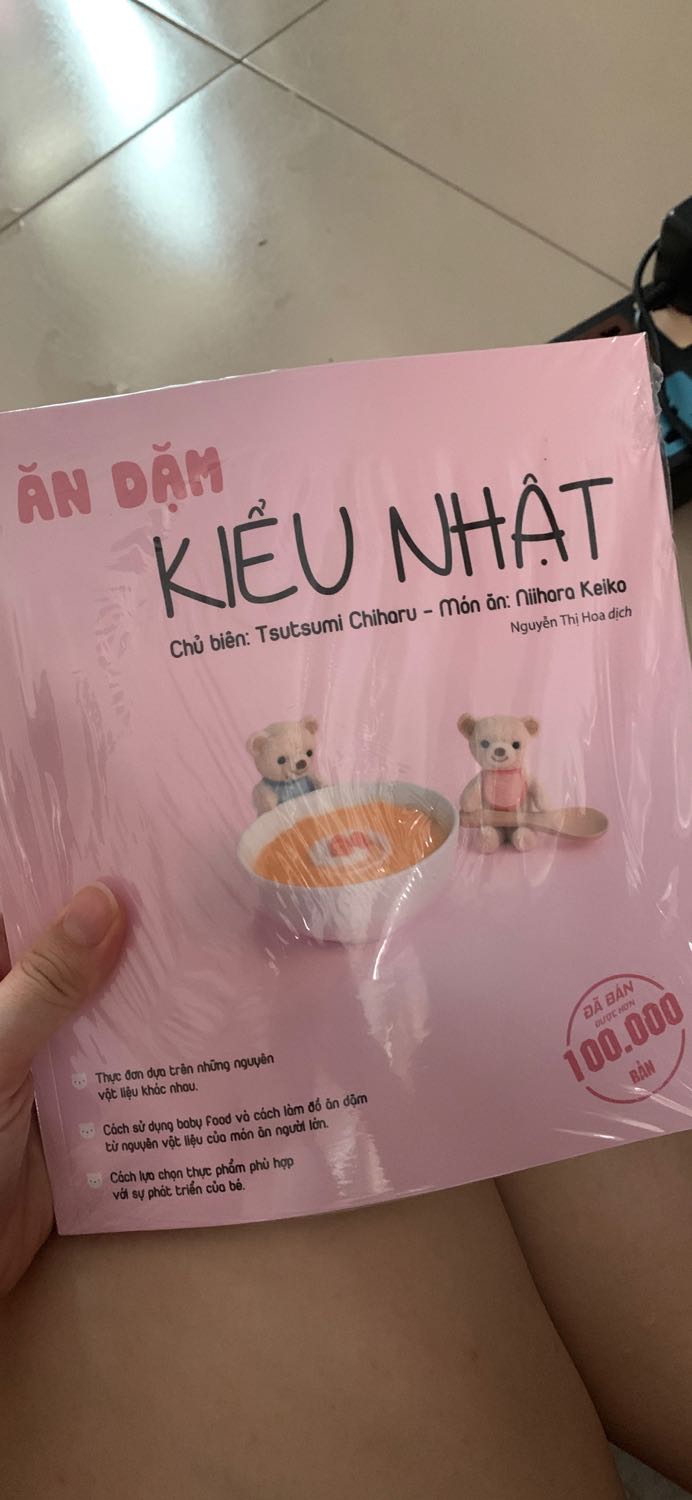 ĂN DẶM
KIỂU NHẬT
Chủ biên: Tsutsumi Chiharu – Món ăn: Niihara Keiko
Nguyễn Thị Hoa dịch
ĐÃ BÁN
ĐƯỢC HƠN
100.000
BẢN
Thực đơn dựa trên những nguyên
vật liệu khác nhau.
Cách sử dụng baby food và cách làm đồ ăn dặm
từ nguyên vật liệu của món ăn người lớn.
Cách lựa chọn thực phẩm phù hợp
với sự phát triển của bé.